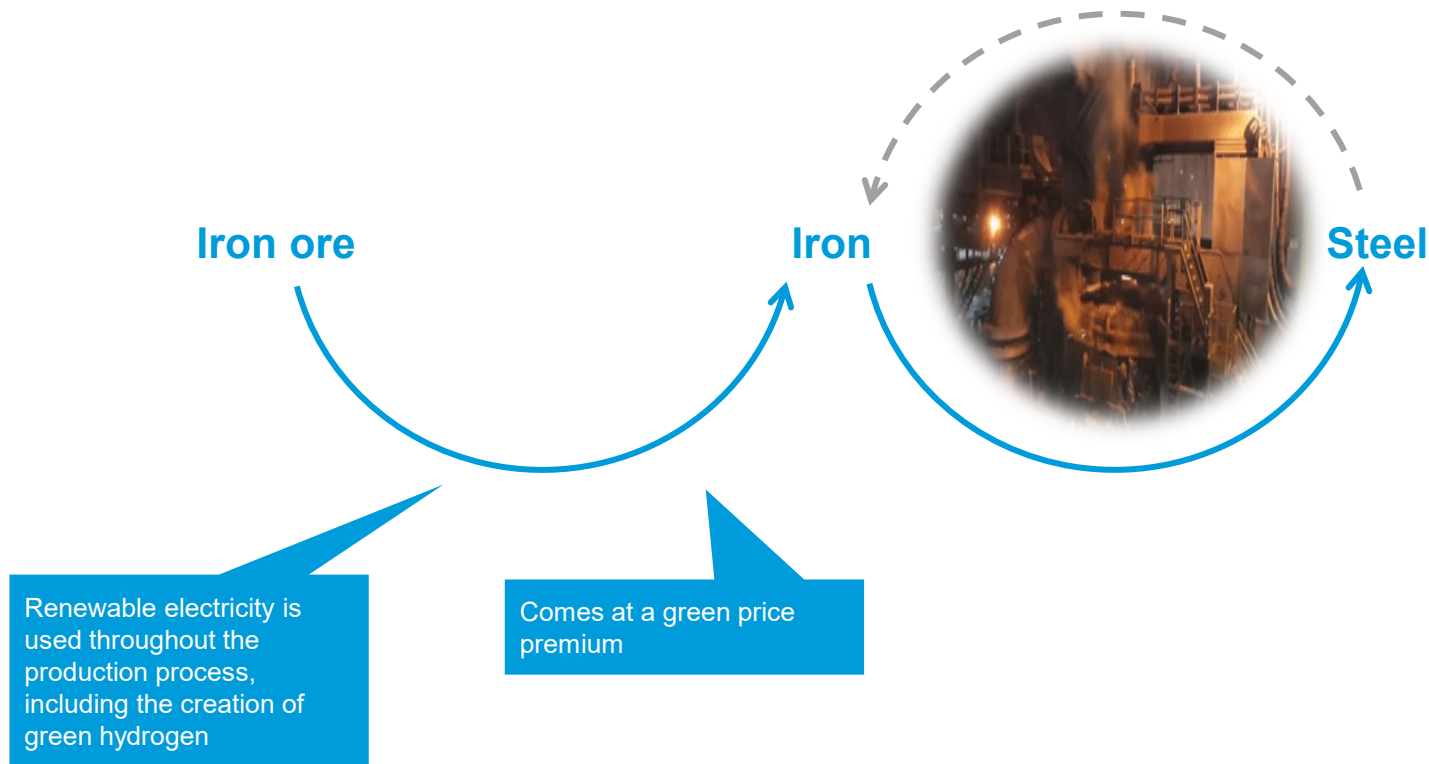 Iron ore
Iron
Steel
Renewable electricity is
used throughout the
production process,
including the creation of
green hydrogen
Comes at a green price
premium